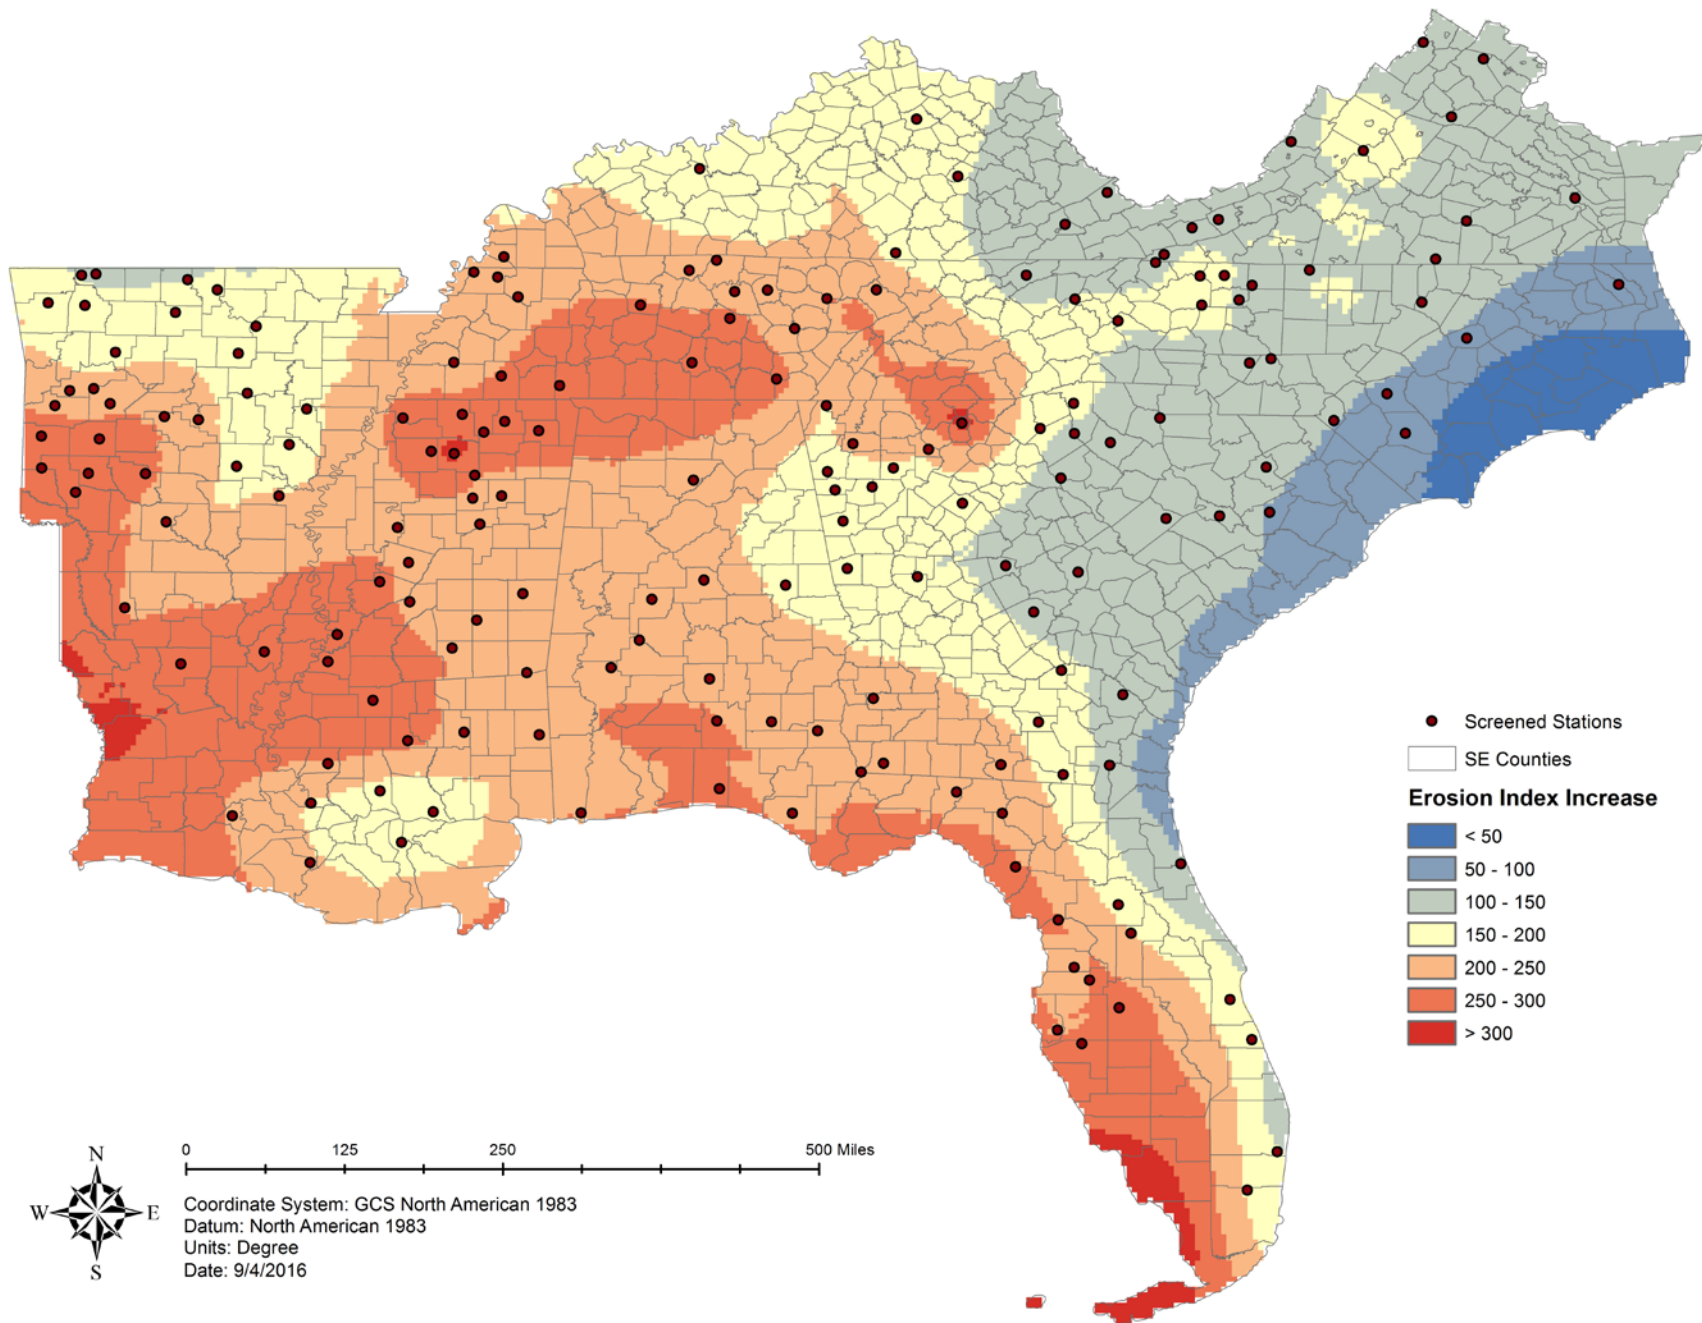 Screened Stations
SE Counties
Erosion Index Increase
< 50
50 - 100
100 - 150
150 - 200
200 - 250
250 - 300
> 300
0 125 250 500 Miles
N
W E
S
Coordinate System: GCS North American 1983
Datum: North American 1983
Units: Degree
Date: 9/4/2016